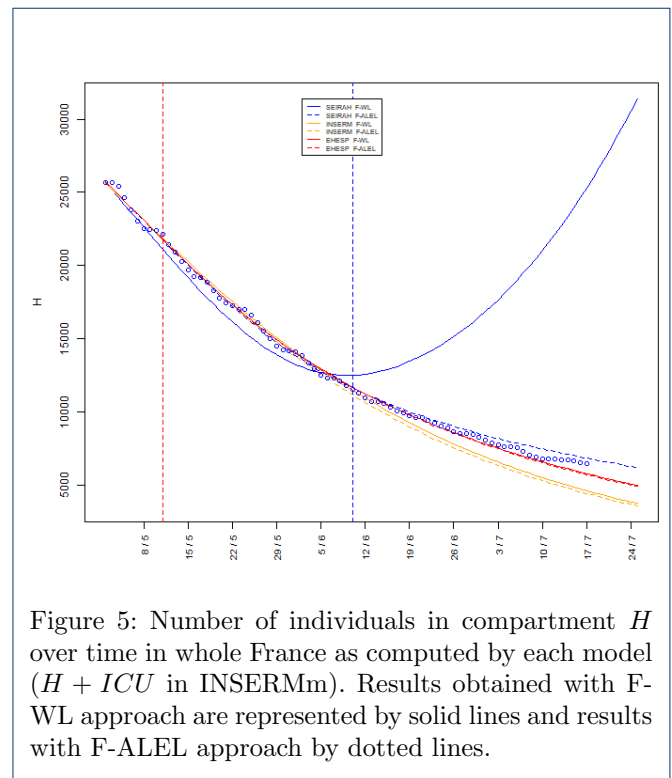 SEIRAH F-WL
SEIRAH F-ALEL
INSERM F-WL
INSERM F-ALEL
EHESP F-WL
EHESP F-ALEL
30000
25000
20000
15000
10000
5000
H
8 / 5 15 / 5 22 / 5 29 / 5 5 / 6 12 / 6 19 / 6 26 / 6 3 / 7 10 / 7 17 / 7 24 / 7
Figure 5: Number of individuals in compartment H
over time in whole France as computed by each model
(H + ICU in INSERMm). Results obtained with F-
WL approach are represented by solid lines and results
with F-ALEL approach by dotted lines.